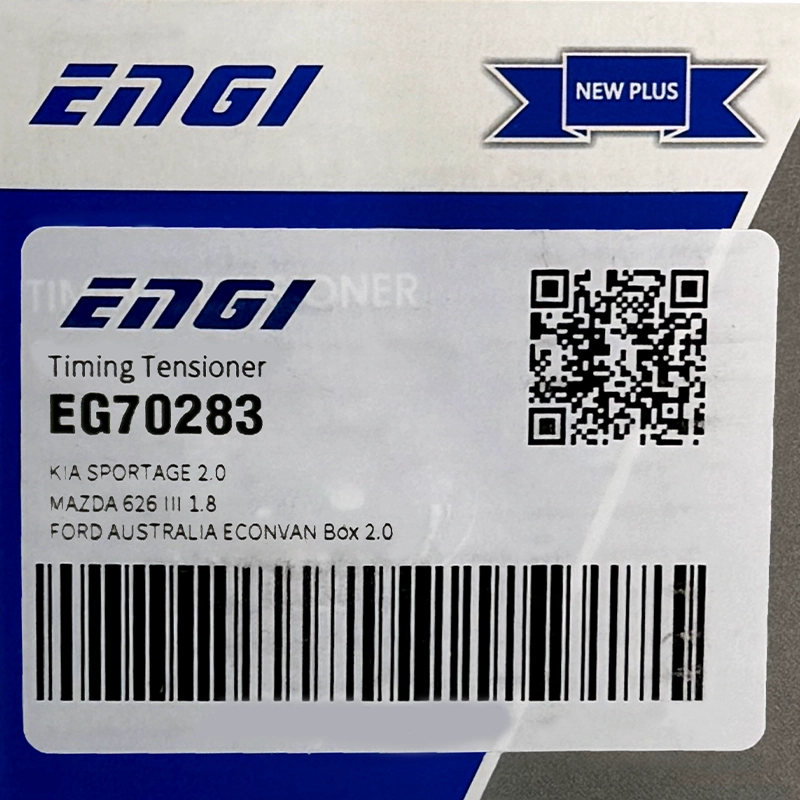 ENGI
NEW PLUS
ENGI
Timing Tensioner
EG70283
KIA SPORTAGE 2.0
MAZDA 626 III 1.8
FORD AUSTRALIA ECONVAN Box 2.0